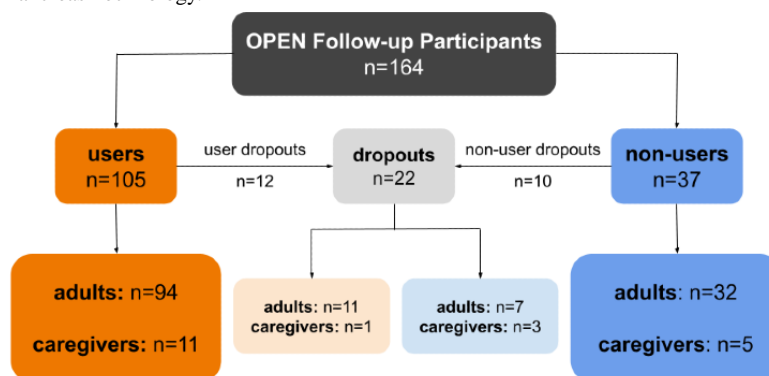 OPEN Follow-up Participants
n=164
users
n=105
user dropouts
n=12
dropouts
n=22
non-user dropouts
n=10
non-users
n=37
adults: n=94
caregivers: n=11
adults: n=11
caregivers: n=1
adults: n=7
caregivers: n=3
adults: n=32
caregivers: n=5